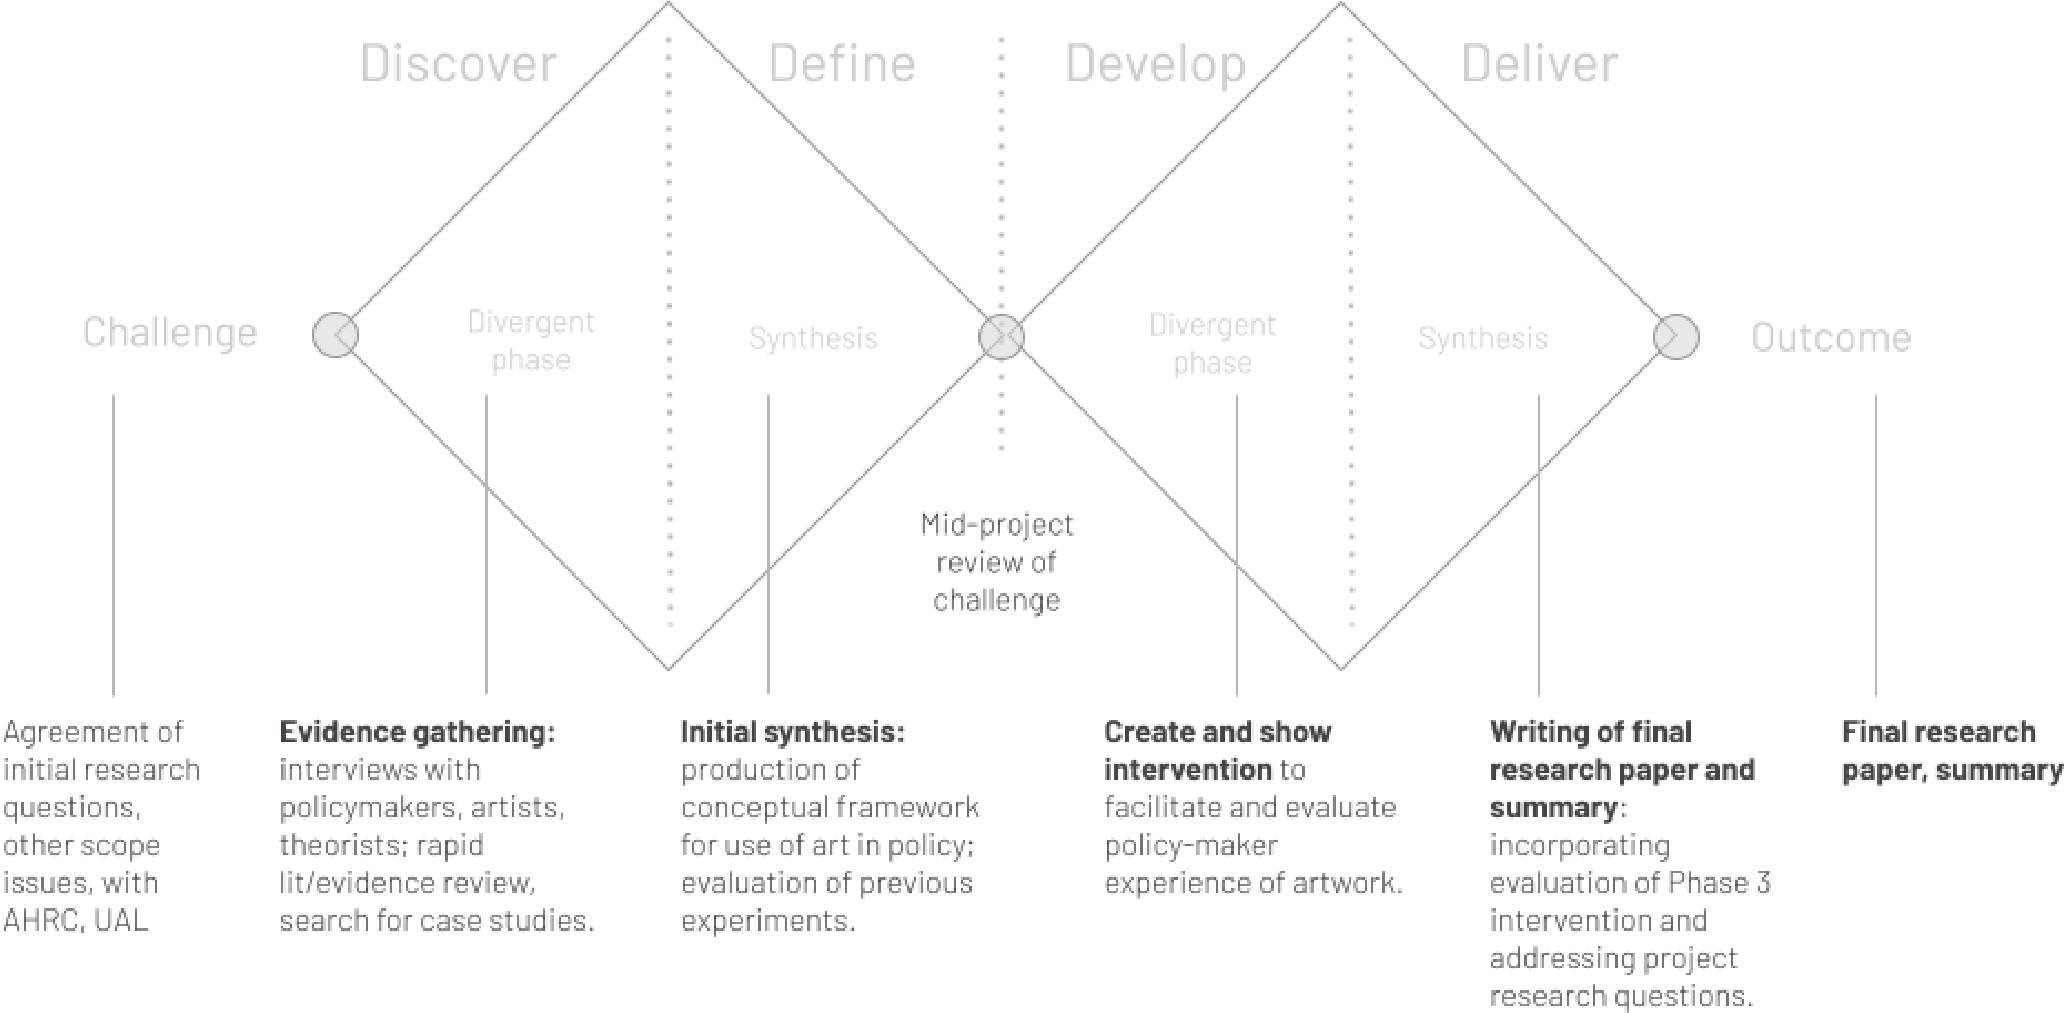 Discover
Define
Develop
Deliver
Challenge
Divergent
phase
Synthesis
Divergent
phase
Synthesis
Outcome
Mid-project
review of
challenge
Agreement of
initial research
questions,
other scope
issues, with
AHRC, UAL
Evidence gathering:
interviews with
policymakers, artists,
theorists; rapid
lit/evidence review,
search for case studies.
Initial synthesis:
production of
conceptual framework
for use of art in policy;
evaluation of previous
experiments.
Create and show
intervention to
facilitate and evaluate
policy-maker
experience of artwork.
Writing of final
research paper and
summary:
incorporating
evaluation of Phase 3
intervention and
addressing project
research questions.
Final research
paper, summary